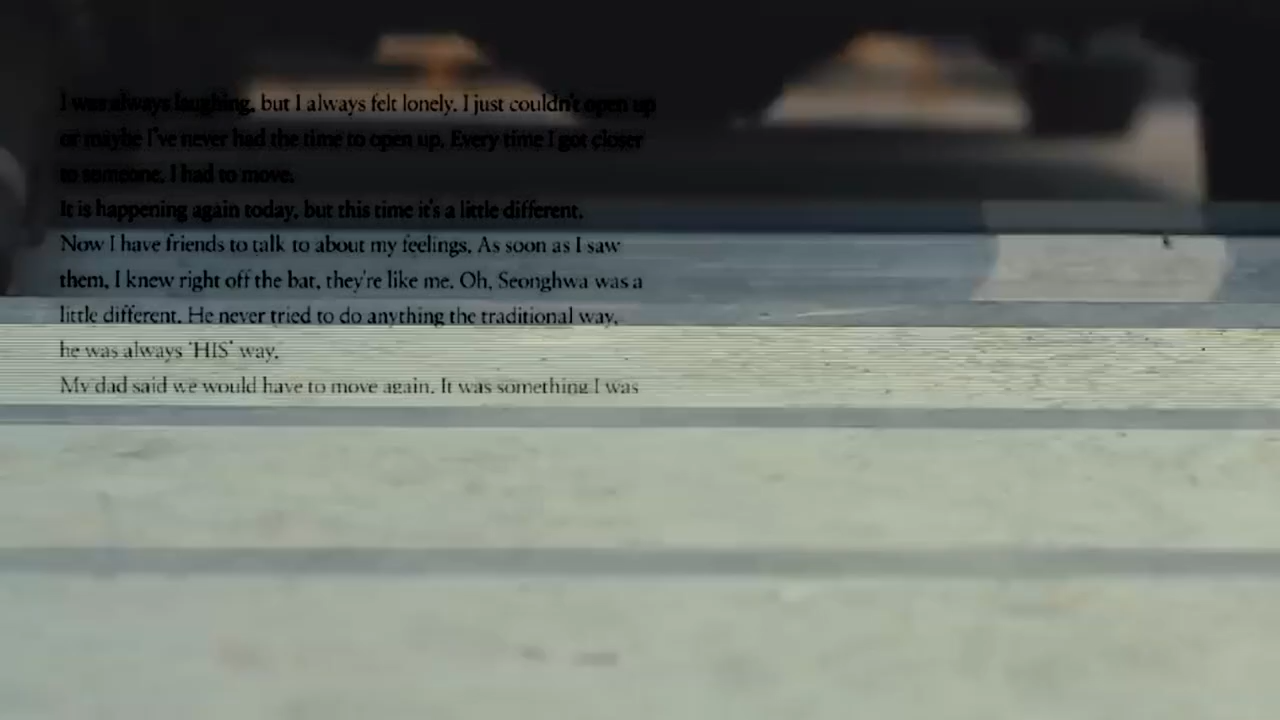 I was always laughing, but I always felt lonely. I just couldn't open up
or maybe I've never had the time to open up. Every time I got closer
to someone, I had to move.
It is happening again today, but this time it's a little different.
Now I have friends to talk to about my feelings. As soon as I saw
them, I knew right off the bat, they're like me. Oh, Seonghwa was a
little different. He never tried to do anything the traditional way,
he was always 'HIS' way.
My dad said we would have to move again. It was something I was